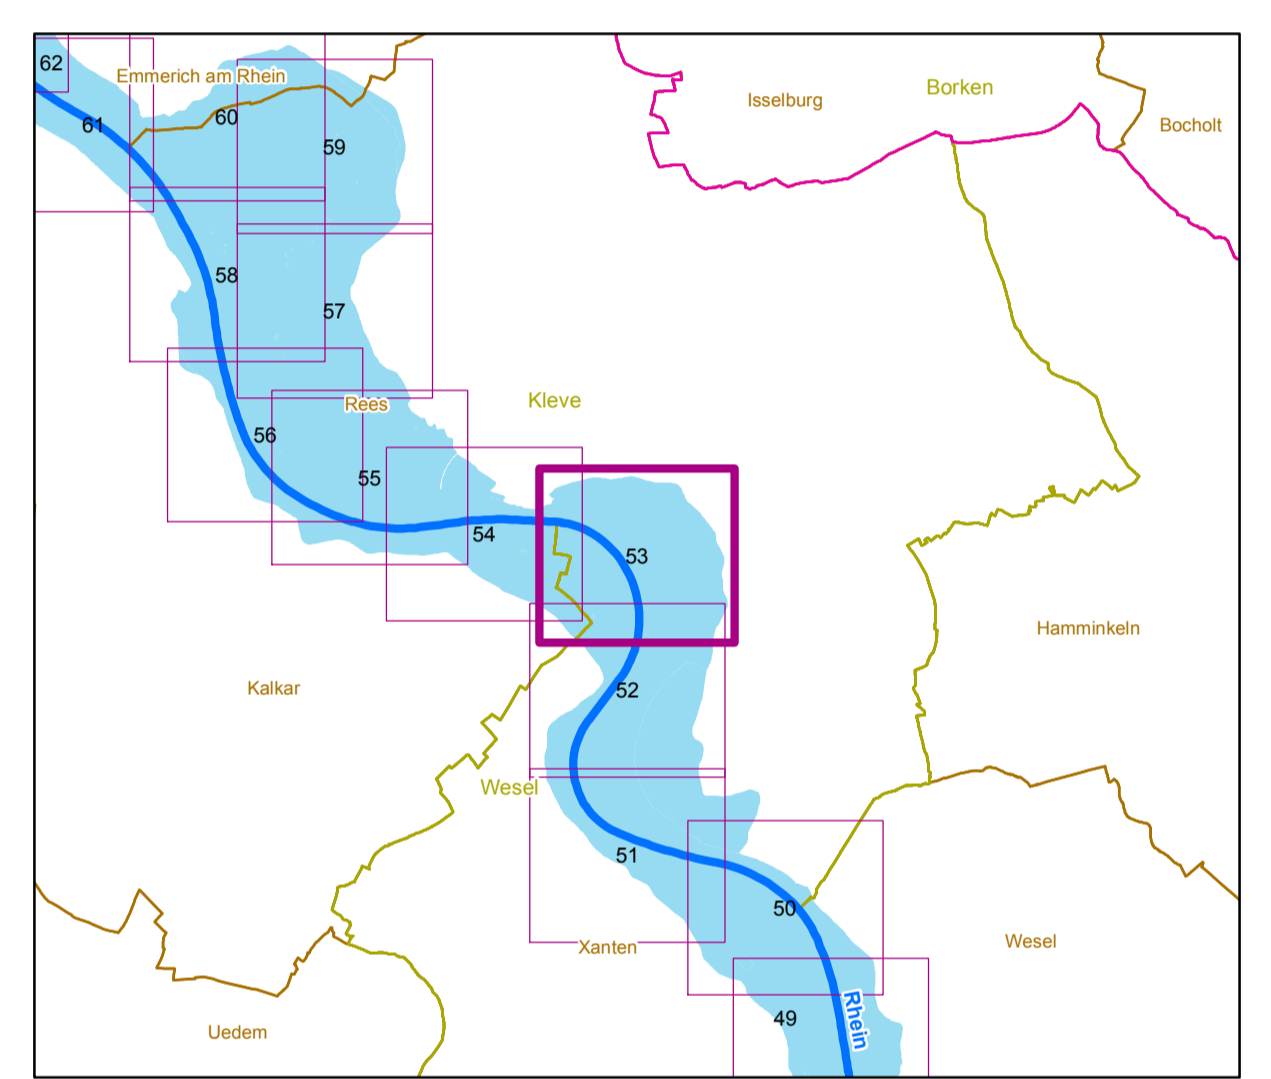 62
Emmerich am Rhein
Borken
Isselburg
61
60
Bocholt
59
58
57
Kleve
Rees
56
55
54
53
Hamminkeln
Kalkar
52
Wesel
51
50
Xanten
Wesel
49
Rhein
Uedem